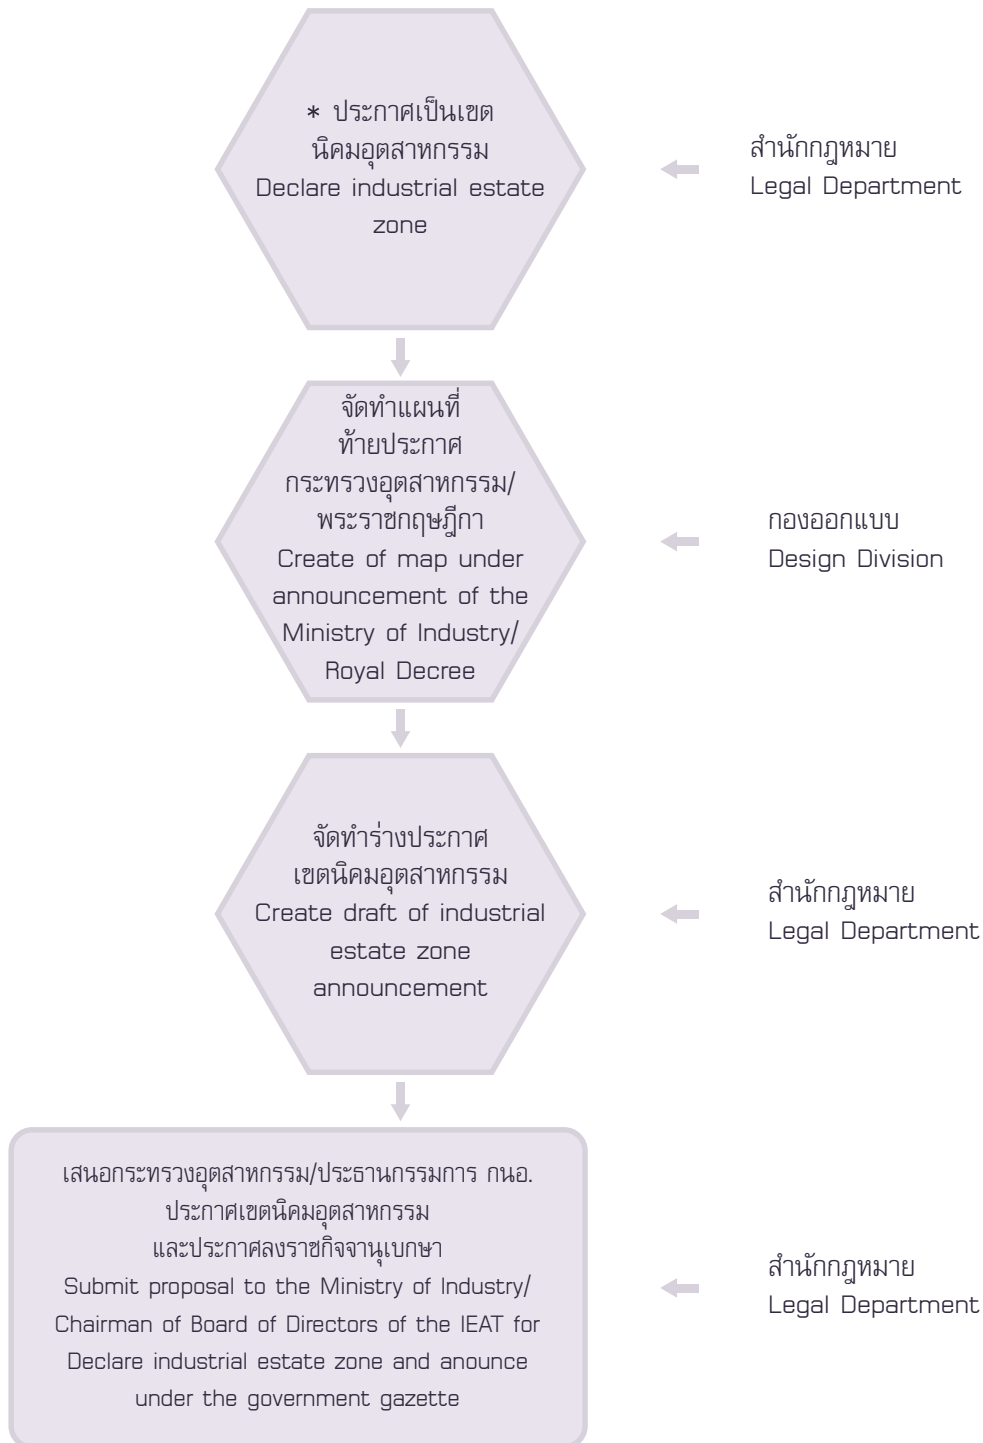 * ประกาศเป็นเขต
นิคมอุตสาหกรรม
Declare industrial estate
zone
สำนักกฎหมาย
Legal Department
จัดทำแผนที่
ท้ายประกาศ
กระทรวงอุตสาหกรรม/
พระราชกฤษฎีกา
Create of map under
announcement of the
Ministry of Industry/
Royal Decree
กองออกแบบ
Design Division
จัดทำร่างประกาศ
เขตนิคมอุตสาหกรรม
Create draft of industrial
estate zone
announcement
สำนักกฎหมาย
Legal Department
เสนอกระทรวงอุตสาหกรรม/ประธานกรรมการ กนอ.
ประกาศเขตนิคมอุตสาหกรรม
และประกาศลงราชกิจจานุเบกษา
Submit proposal to the Ministry of Industry/
Chairman of Board of Directors of the IEAT for
Declare industrial estate zone and anounce
under the government gazette
สำนักกฎหมาย
Legal Department